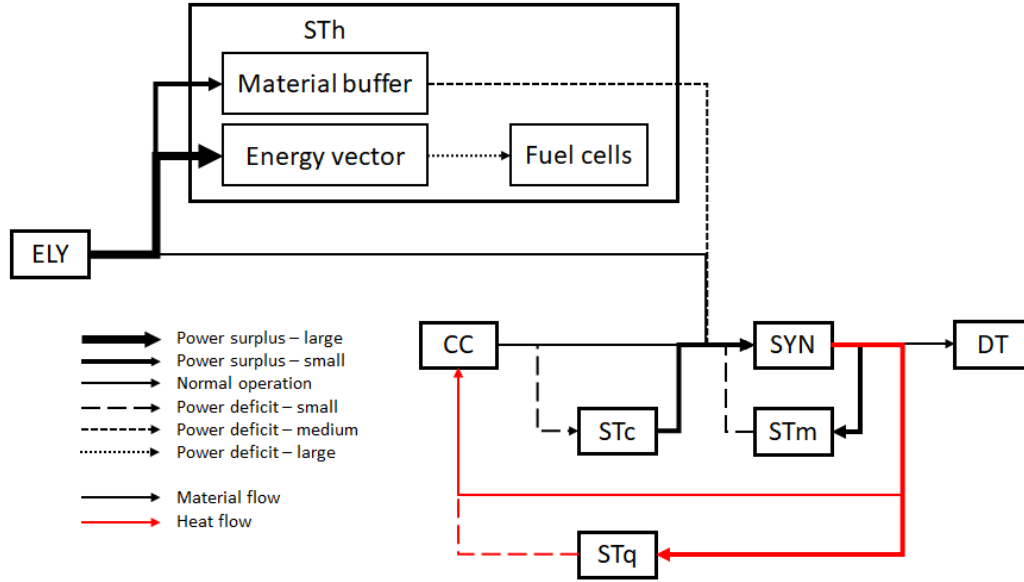 STh
Material buffer
Energy vector
Fuel cells
ELY
CC
SYN
DT
STc
STm
STq
Power surplus – large
Power surplus – small
Normal operation
Power deficit – small
Power deficit – medium
Power deficit – large
Material flow
Heat flow